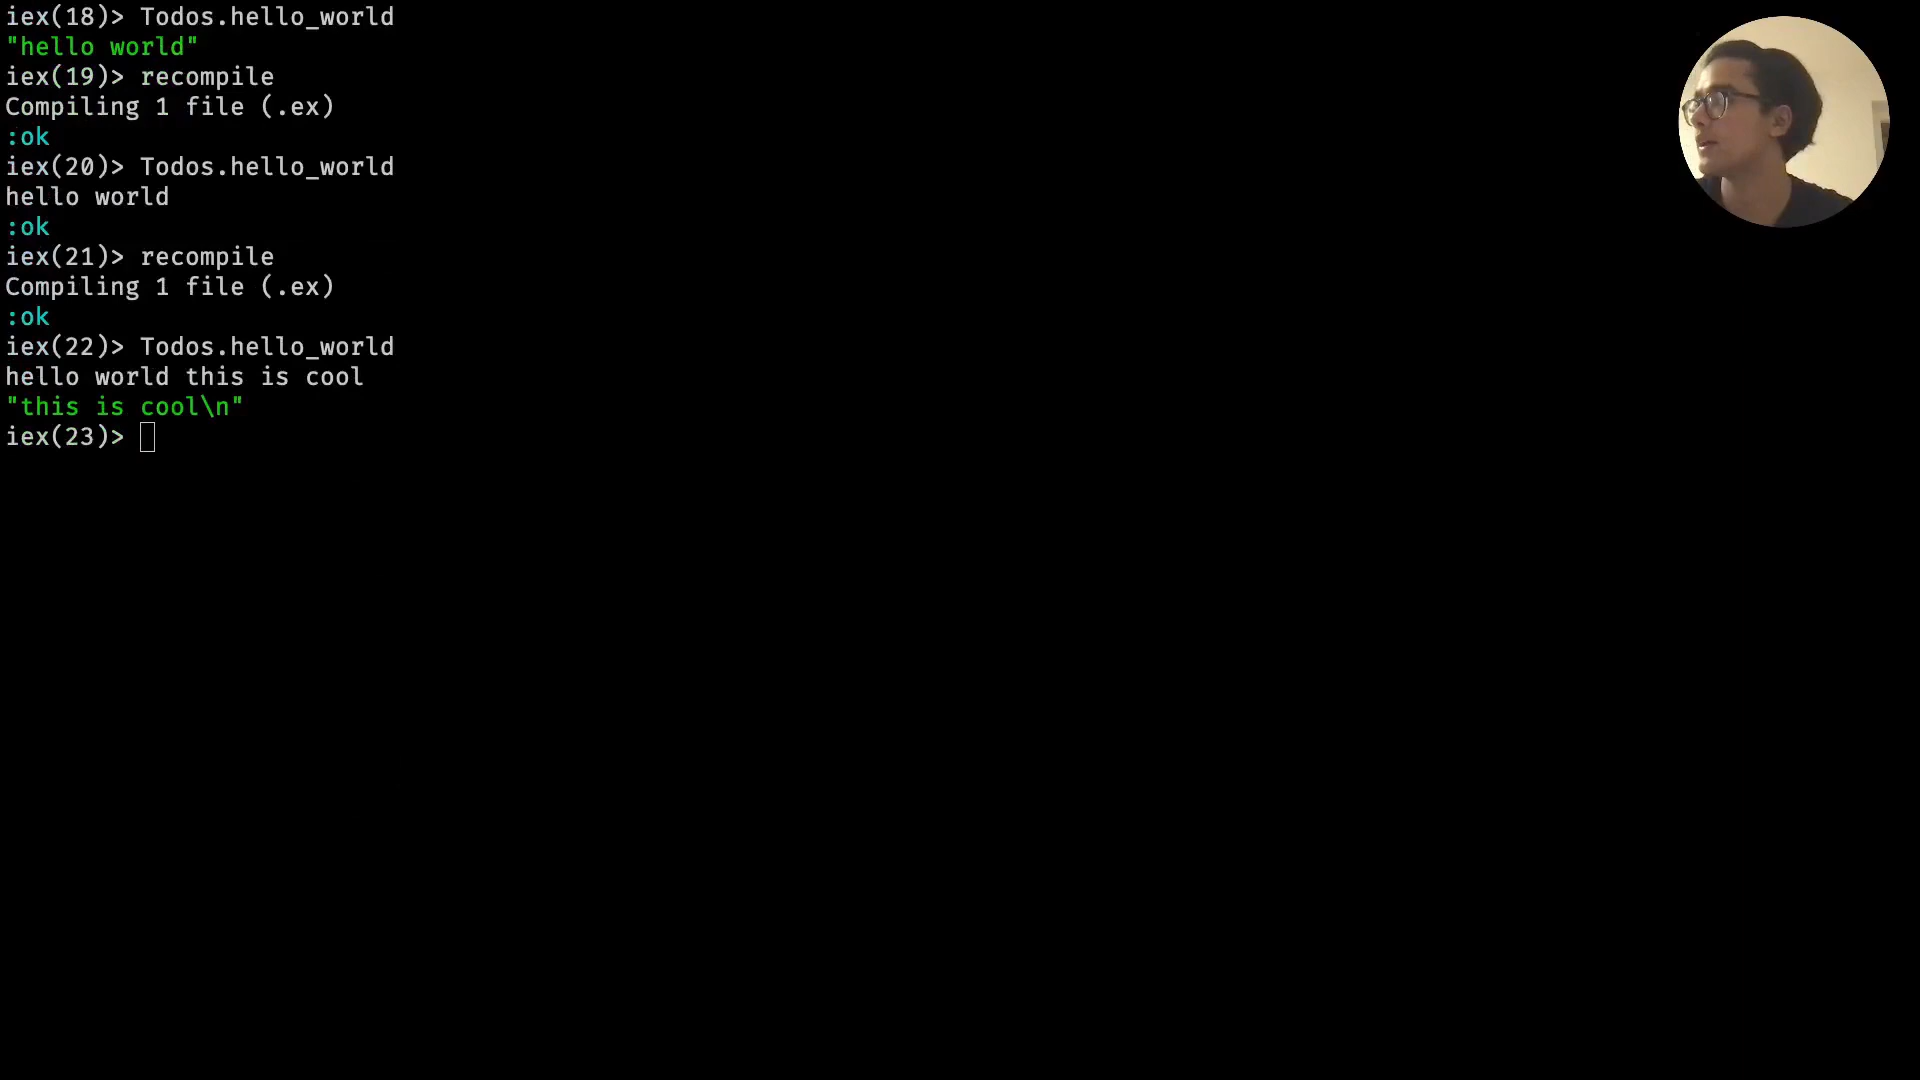 iex(18)> Todos.hello_world
"hello world"
iex(19)> recompile
Compiling 1 file (.ex)
:ok
iex(20)> Todos.hello_world
hello world
:ok
iex(21)> recompile
Compiling 1 file (.ex)
:ok
iex(22)> Todos.hello_world
hello world this is cool
"this is cool\n"
iex(23)>